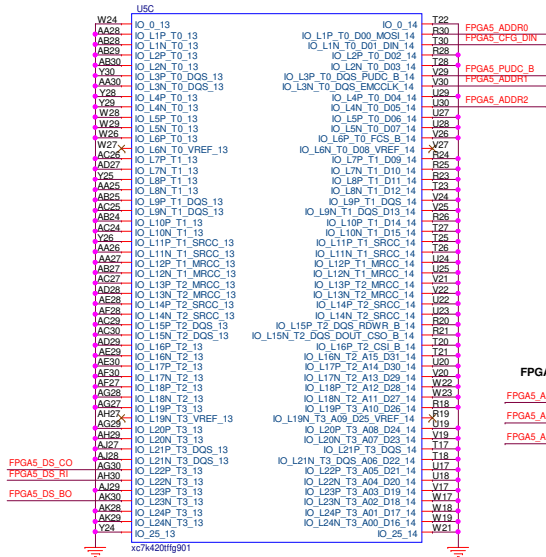 U5C
W24 IO_0_13 IO_0_14 T22
AA28 IO_L1P_T0_13 IO_L1P_T0_D00_MOSI_14 R30 FPGA5_ADDR0
AB28 IO_L1N_T0_13 IO_L1N_T0_D01_DIN_14 T30 FPGA5_CFG_DIN
AB29 IO_L2P_T0_13 IO_L2P_T0_D02_14 R28
AB30 IO_L2N_T0_13 IO_L2N_T0_D03_14 T28
Y30 IO_L3P_T0_DQS_13 IO_L3P_T0_DQS_PUDC_B_14 V29 FPGA5_PUDC_B
AA30 IO_L3N_T0_DQS_13 IO_L3N_T0_DQS_EMCCLK_14 V30 FPGA5_ADDR1
Y28 IO_L4P_T0_13 IO_L4P_T0_D04_14 U29
Y29 IO_L4N_T0_13 IO_L4N_T0_D05_14 U30 FPGA5_ADDR2
W28 IO_L5P_T0_13 IO_L5P_T0_D06_14 U27
W29 IO_L5N_T0_13 IO_L5N_T0_D07_14 U28
W26 IO_L6P_T0_13 IO_L6P_T0_FCS_B_14 V26
W27 IO_L6N_T0_VREF_13 IO_L6N_T0_D08_VREF_14 V27
AC26 IO_L7P_T1_13 IO_L7P_T1_D09_14 R24
AD26 IO_L7N_T1_13 IO_L7N_T1_D10_14 R25
Y25 IO_L8P_T1_13 IO_L8P_T1_D11_14 R23
AA25 IO_L8N_T1_13 IO_L8N_T1_D12_14 T23
AB25 IO_L9P_T1_DQS_13 IO_L9P_T1_DQS_14 V24
AC25 IO_L9N_T1_DQS_13 IO_L9N_T1_DQS_D13_14 V25
AB24 IO_L10P_T1_13 IO_L10P_T1_D14_14 R26
AC24 IO_L10N_T1_13 IO_L10N_T1_D15_14 T27
Y26 IO_L11P_T1_SRCC_13 IO_L11P_T1_SRCC_14 T25
AA26 IO_L11N_T1_SRCC_13 IO_L11N_T1_SRCC_14 T26
AA27 IO_L12P_T1_MRCC_13 IO_L12P_T1_MRCC_14 U24
AB27 IO_L12N_T1_MRCC_13 IO_L12N_T1_MRCC_14 U25
AC27 IO_L13P_T2_MRCC_13 IO_L13P_T2_MRCC_14 V21
AD28 IO_L13N_T2_MRCC_13 IO_L13N_T2_MRCC_14 V22
AE28 IO_L14P_T2_SRCC_13 IO_L14P_T2_SRCC_14 U22
AF28 IO_L14N_T2_SRCC_13 IO_L14N_T2_SRCC_14 U23
AC29 IO_L15P_T2_DQS_13 IO_L15P_T2_DQS_RDWR_B_14 R20
AC30 IO_L15N_T2_DQS_13 IO_L15N_T2_DQS_DOUT_CSO_B_14 R21
AD29 IO_L16P_T2_13 IO_L16P_T2_CSI_B_14 T20
AE29 IO_L16N_T2_13 IO_L16N_T2_A15_D31_14 T21
AE30 IO_L17P_T2_13 IO_L17P_T2_A14_D30_14 U20
AF30 IO_L17N_T2_13 IO_L17N_T2_A13_D29_14 V20
AF27 IO_L18P_T2_13 IO_L18P_T2_A12_D28_14 W22
AG28 IO_L18N_T2_13 IO_L18N_T2_A11_D27_14 W23
AG27 IO_L19P_T3_13 IO_L19P_T3_A10_D26_14 R18
AH27 IO_L19N_T3_VREF_13 IO_L19N_T3_A09_D25_VREF_14 R19
AG29 IO_L20P_T3_13 IO_L20P_T3_A08_D24_14 U19
AH29 IO_L20N_T3_13 IO_L20N_T3_A07_D23_14 V19
AJ27 IO_L21P_T3_DQS_13 IO_L21P_T3_DQS_14 T17
AJ28 IO_L21N_T3_DQS_13 IO_L21N_T3_DQS_A06_D22_14 T18
FPGA5_DS_CO AG30 IO_L22P_T3_13 IO_L22P_T3_A05_D21_14 U17
FPGA5_DS_RI AH30 IO_L22N_T3_13 IO_L22N_T3_A04_D20_14 U18
AJ29 IO_L23P_T3_13 IO_L23P_T3_A03_D19_14 V17
FPGA5_DS_BO AK30 IO_L23N_T3_13 IO_L23N_T3_A02_D18_14 W17
AK28 IO_L24P_T3_13 IO_L24P_T3_A01_D17_14 W18
AK29 IO_L24N_T3_13 IO_L24N_T3_A00_D16_14 W19
Y24 IO_25_13 IO_25_14 W21
xc7k420tffg901
FPGA
FPGA5_A
FPGA5_A
FPGA5_A